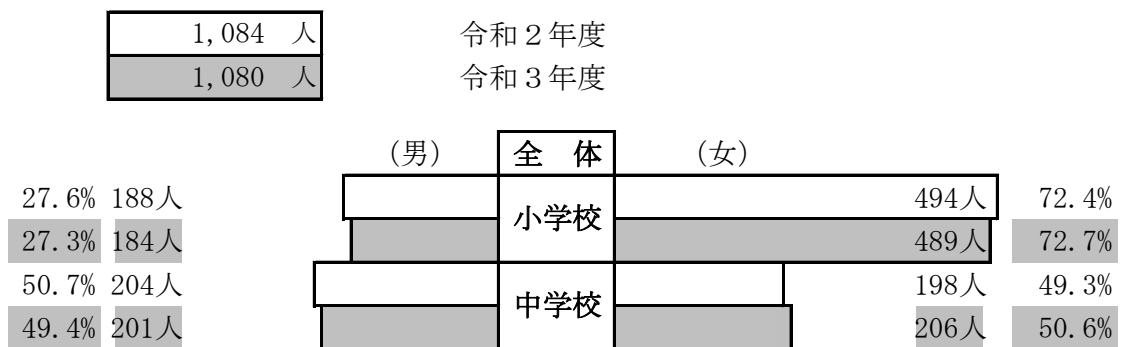 1,084 人 令和２年度
1,080 人 令和３年度
(男) 全 体 (女)
27.6% 188人 小学校 494人 72.4%
27.3% 184人 489人 72.7%
50.7% 204人 中学校 198人 49.3%
49.4% 201人 206人 50.6%